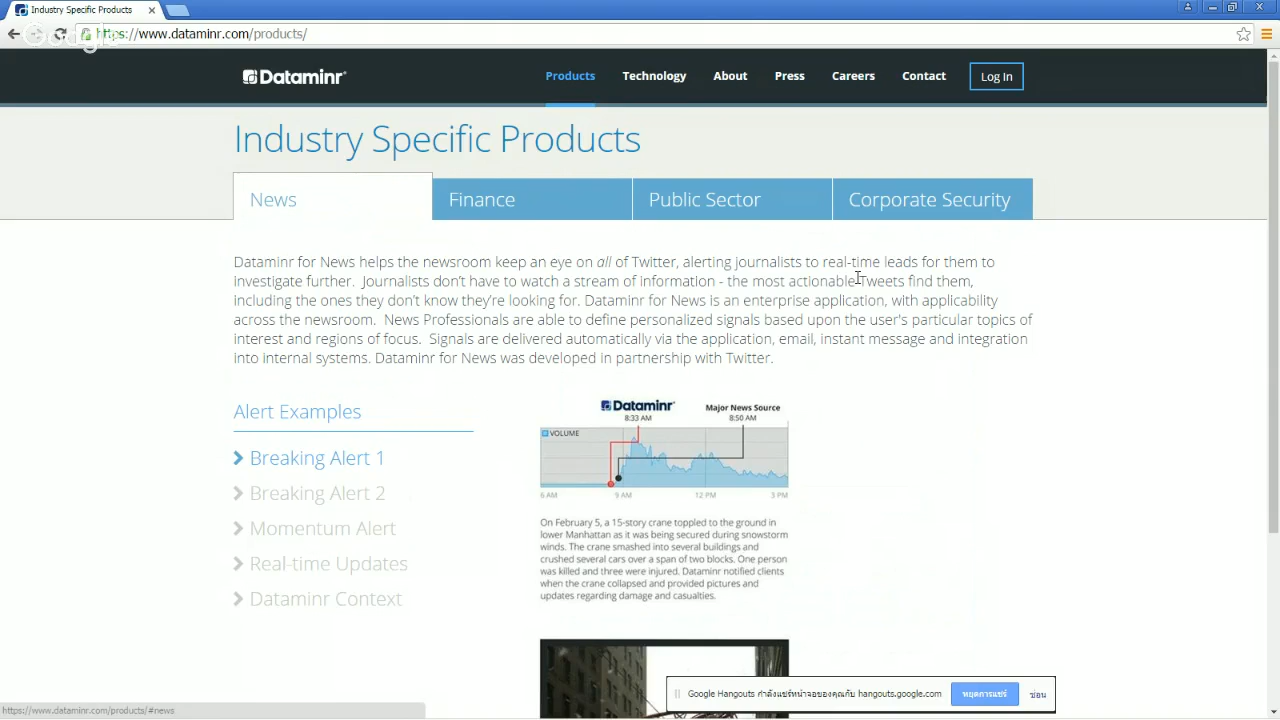 Industry Specific Products
https://www.dataminr.com/products/
Google
Dataminr
Products
Technology
About
Press
Careers
Contact
Log In
Industry Specific Products
News
Finance
Public Sector
Corporate Security
Dataminr for News helps the newsroom keep an eye on all of Twitter, alerting journalists to real-time leads for them to
investigate further. Journalists don't have to watch a stream of information - the most actionable Tweets find them,
including the ones they don't know they're looking for. Dataminr for News is an enterprise application, with applicability
across the newsroom. News Professionals are able to define personalized signals based upon the user's particular topics of
interest and regions of focus. Signals are delivered automatically via the application, email, instant message and integration
into internal systems. Dataminr for News was developed in partnership with Twitter.
Alert Examples
Breaking Alert 1
Breaking Alert 2
Momentum Alert
Real-time Updates
Dataminr Context
Dataminr
8:33 AM
Major News Source
8:50 AM
VOLUME
6 AM
9 AM
12 PM
3 PM
On February 5, a 15-story crane toppled to the ground in
lower Manhattan as it was being secured during snowstorm
winds. The crane smashed into several buildings and
crushed several cars over a span of two blocks. One person
was killed and three were injured. Dataminr notified clients
when the crane collapsed and provided pictures and
updates regarding damage and casualties.
Google Hangouts กำลังแชร์หน้าจอของคุณกับ hangouts.google.com
หยุดการแชร์
ซ่อน
https://www.dataminr.com/products/#news